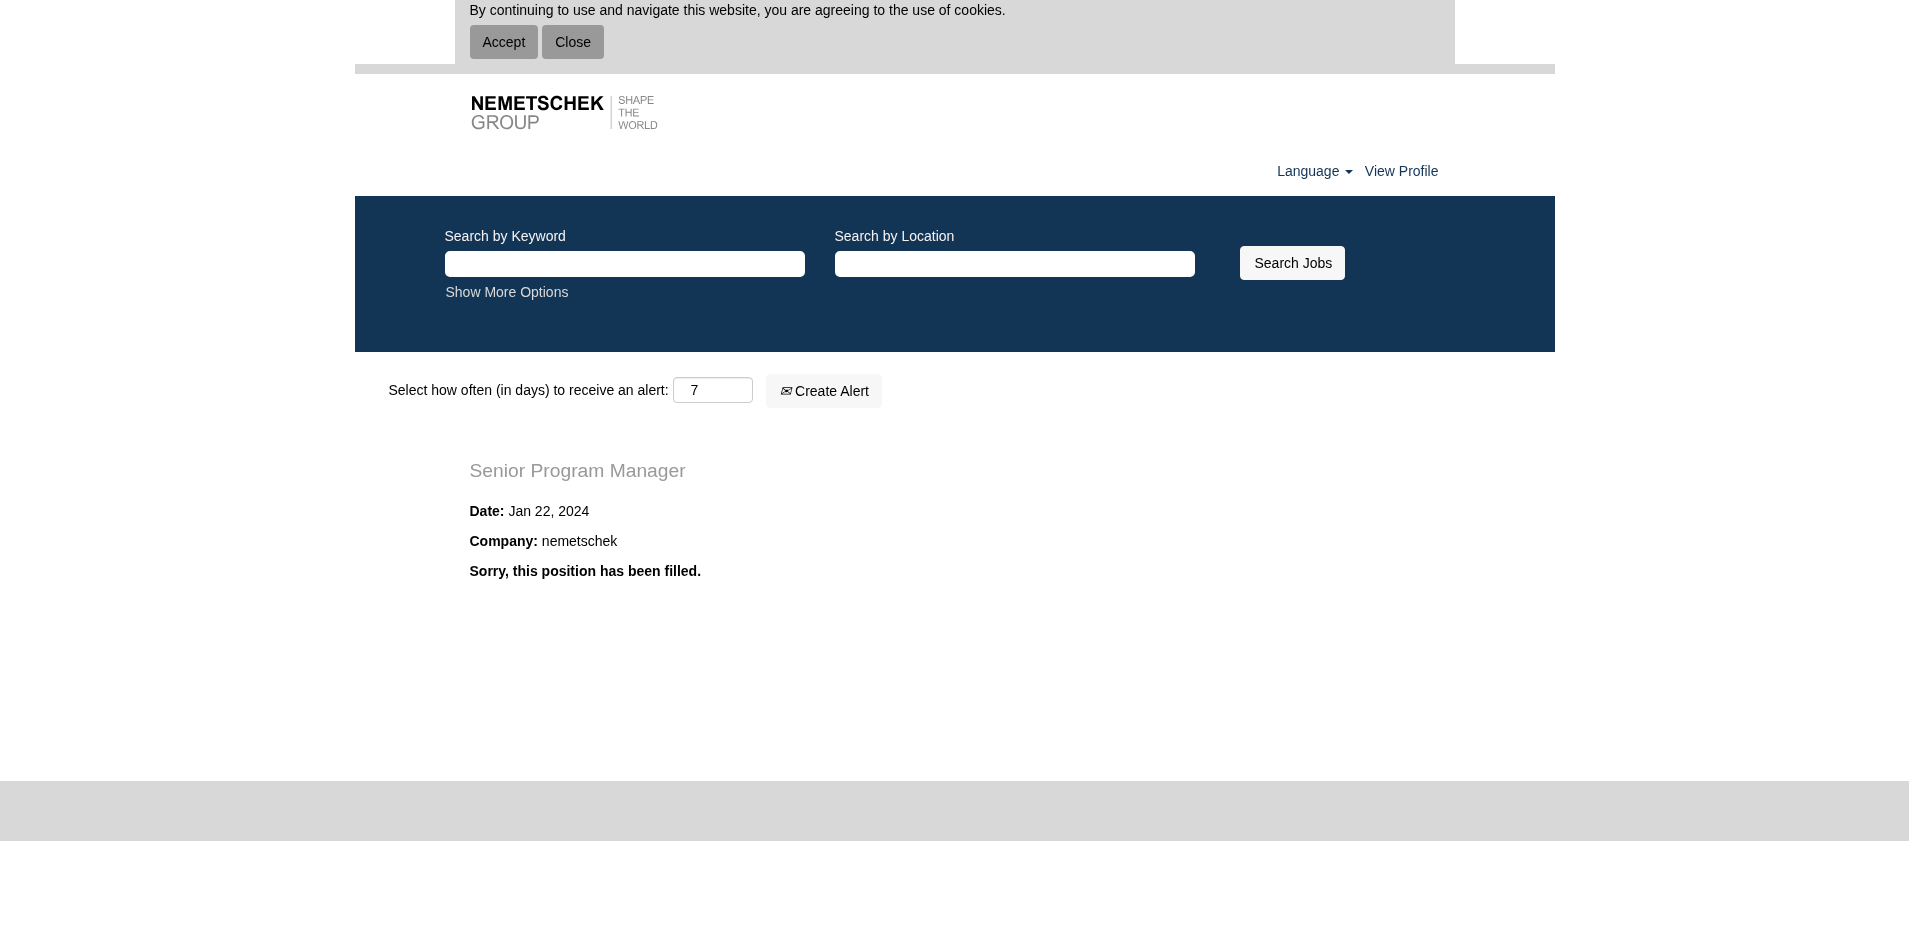 By continuing to use and navigate this website, you are agreeing to the use of cookies.
Accept Close
NEMETSCHEK
GROUP
SHAPE
THE
WORLD
Language View Profile
Search by Keyword
Search by Location
Search Jobs
Show More Options
Select how often (in days) to receive an alert: 7 ✉ Create Alert
Senior Program Manager
Date: Jan 22, 2024
Company: nemetschek
Sorry, this position has been filled.